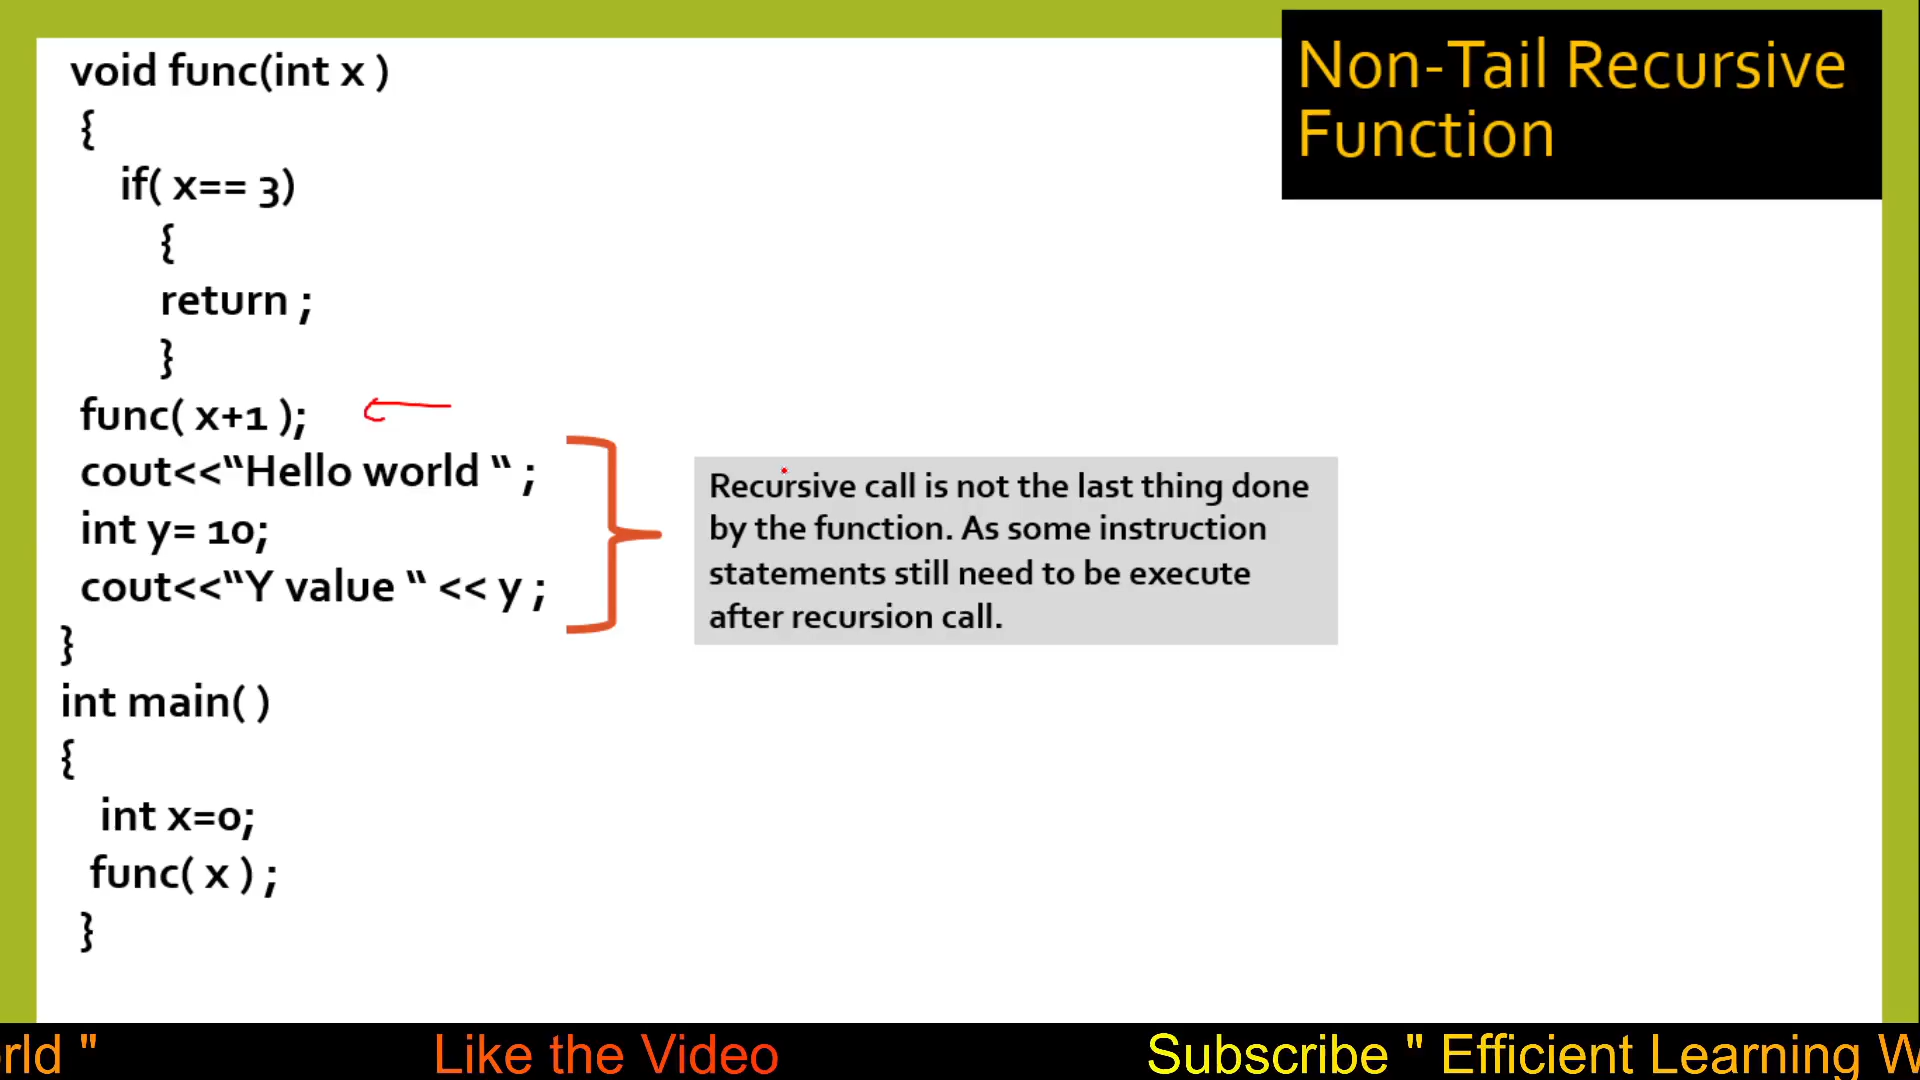 Non-Tail Recursive
Function
void func(int x )
{
if( x== 3)
{
return ;
}
func( x+1 );
cout<<“Hello world “ ;
int y= 10;
cout<<“Y value “ << y ;
}
int main( )
{
int x=0;
func( x ) ;
}
Recursive call is not the last thing done
by the function. As some instruction
statements still need to be execute
after recursion call.
rld " Like the Video Subscribe " Efficient Learning W